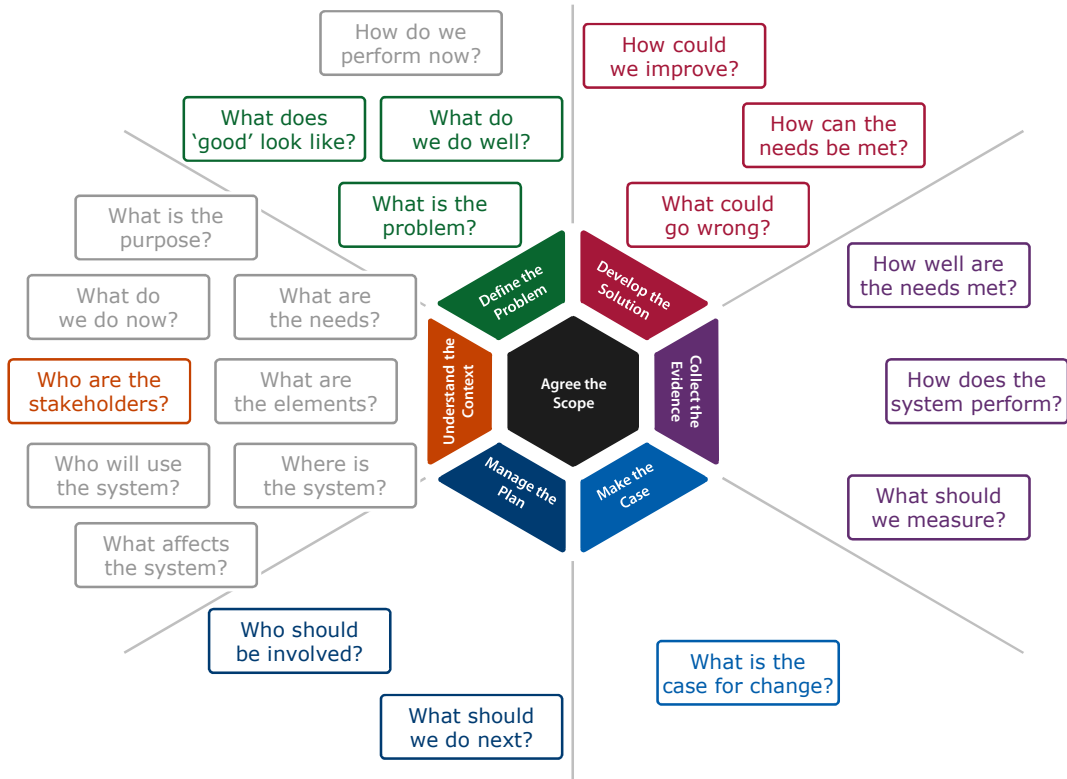 How do we
perform now?
How could
we improve?
What does
‘good’ look like?
What do
we do well?
How can the
needs be met?
What is the
problem?
What could
go wrong?
What is the
purpose?
How well are
the needs met?
What do
we do now?
What are
the needs?
Define the
Problem
Develop the
Solution
Who are the
stakeholders?
What are
the elements?
Understand the
Context
Agree the
Scope
Collect the
Evidence
How does the
system perform?
Who will use
the system?
Where is
the system?
Manage the
Plan
Make the
Case
What should
we measure?
What affects
the system?
Who should
be involved?
What is the
case for change?
What should
we do next?